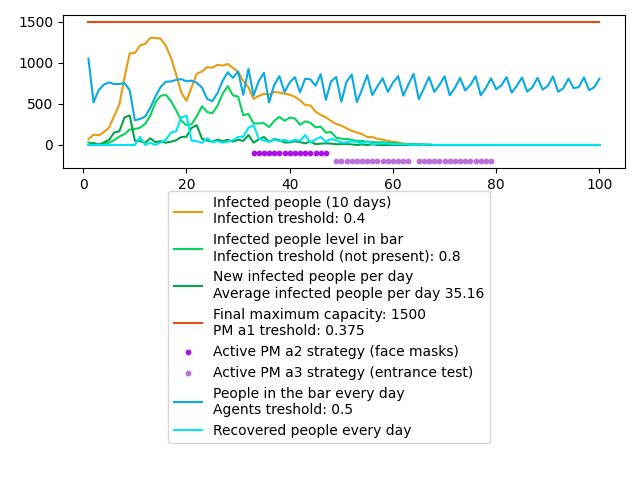 1500
1000
500
0
0 20 40 60 80 100
Infected people (10 days)
Infection treshold: 0.4
Infected people level in bar
Infection treshold (not present): 0.8
New infected people per day
Average infected people per day 35.16
Final maximum capacity: 1500
PM a1 treshold: 0.375
Active PM a2 strategy (face masks)
Active PM a3 strategy (entrance test)
People in the bar every day
Agents treshold: 0.5
Recovered people every day